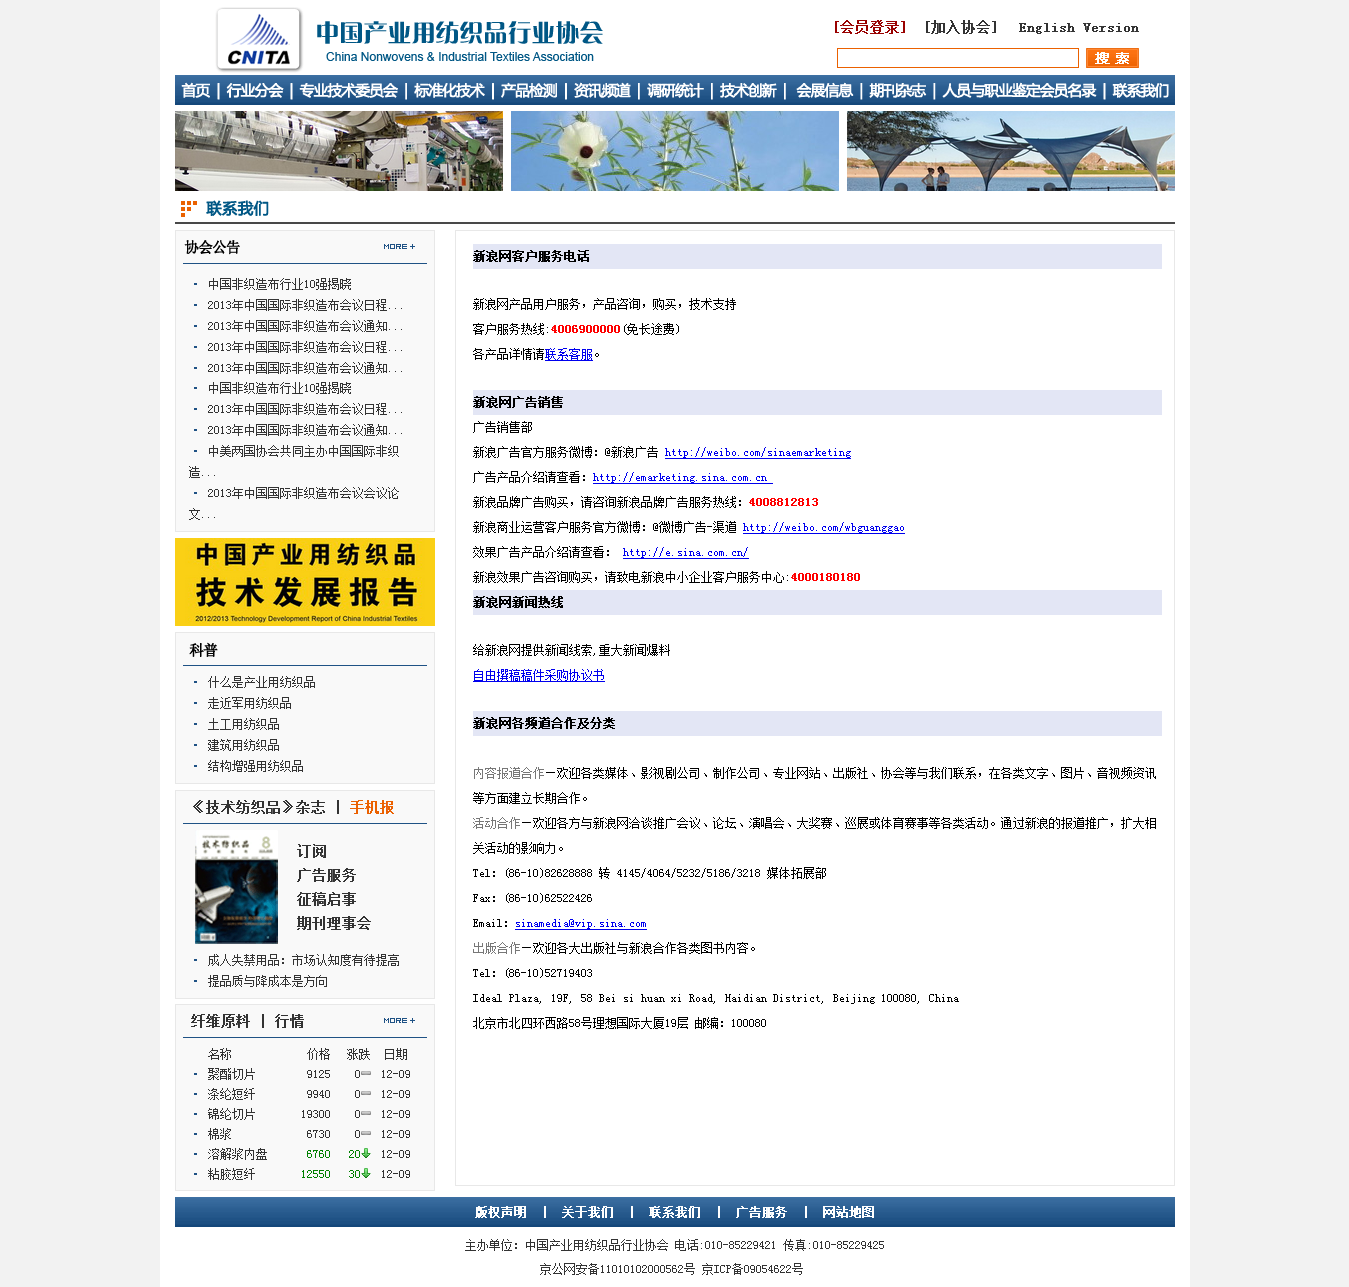 CNITA
中国产业用纺织品行业协会
China Nonwovens & Industrial Textiles Association
[会员登录] [加入协会] English Version
搜 索
首页 | 行业分会 | 专业技术委员会 | 标准化技术 | 产品检测 | 资讯频道 | 调研统计 | 技术创新 | 会展信息 | 期刊杂志 | 人员与职业鉴定会员名录 | 联系我们
联系我们
协会公告 MORE +
中国非织造布行业10强揭晓
2013年中国国际非织造布会议日程...
2013年中国国际非织造布会议通知...
2013年中国国际非织造布会议日程...
2013年中国国际非织造布会议通知...
中国非织造布行业10强揭晓
2013年中国国际非织造布会议日程...
2013年中国国际非织造布会议通知...
中美两国协会共同主办中国国际非织
造...
2013年中国国际非织造布会议会议论
文...
中国产业用纺织品
技术发展报告
2012/2013 Technology Development Report of China Industrial Textiles
科普
什么是产业用纺织品
走近军用纺织品
土工用纺织品
建筑用纺织品
结构增强用纺织品
《技术纺织品》杂志 | 手机报
技术纺织品 8
订阅
广告服务
征稿启事
期刊理事会
成人失禁用品：市场认知度有待提高
提品质与降成本是方向
纤维原料 | 行情 MORE +
名称 价格 涨跌 日期
聚酯切片 9125 0 12-09
涤纶短纤 9940 0 12-09
锦纶切片 19300 0 12-09
棉浆 6730 0 12-09
溶解浆内盘 6760 20 12-09
粘胶短纤 12550 30 12-09
新浪网客户服务电话
新浪网产品用户服务，产品咨询，购买，技术支持
客户服务热线:4006900000(免长途费)
各产品详情请联系客服。
新浪网广告销售
广告销售部
新浪广告官方服务微博：@新浪广告 http://weibo.com/sinaemarketing
广告产品介绍请查看：http://emarketing.sina.com.cn
新浪品牌广告购买，请咨询新浪品牌广告服务热线：4008812813
新浪商业运营客户服务官方微博：@微博广告-渠道 http://weibo.com/wbguanggao
效果广告产品介绍请查看： http://e.sina.com.cn/
新浪效果广告咨询购买，请致电新浪中小企业客户服务中心:4000180180
新浪网新闻热线
给新浪网提供新闻线索,重大新闻爆料
自由撰稿稿件采购协议书
新浪网各频道合作及分类
内容报道合作－欢迎各类媒体、影视剧公司、制作公司、专业网站、出版社、协会等与我们联系，在各类文字、图片、音视频资讯
等方面建立长期合作。
活动合作－欢迎各方与新浪网洽谈推广会议、论坛、演唱会、大奖赛、巡展或体育赛事等各类活动。通过新浪的报道推广，扩大相
关活动的影响力。
Tel: (86-10)82628888 转 4145/4064/5232/5186/3218 媒体拓展部
Fax: (86-10)62522426
Email: sinamedia@vip.sina.com
出版合作－欢迎各大出版社与新浪合作各类图书内容。
Tel: (86-10)52719403
Ideal Plaza, 19F, 58 Bei si huan xi Road, Haidian District, Beijing 100080, China
北京市北四环西路58号理想国际大厦19层 邮编：100080
版权声明 | 关于我们 | 联系我们 | 广告服务 | 网站地图
主办单位：中国产业用纺织品行业协会 电话:010-85229421 传真:010-85229425
京公网安备11010102000562号 京ICP备09054622号